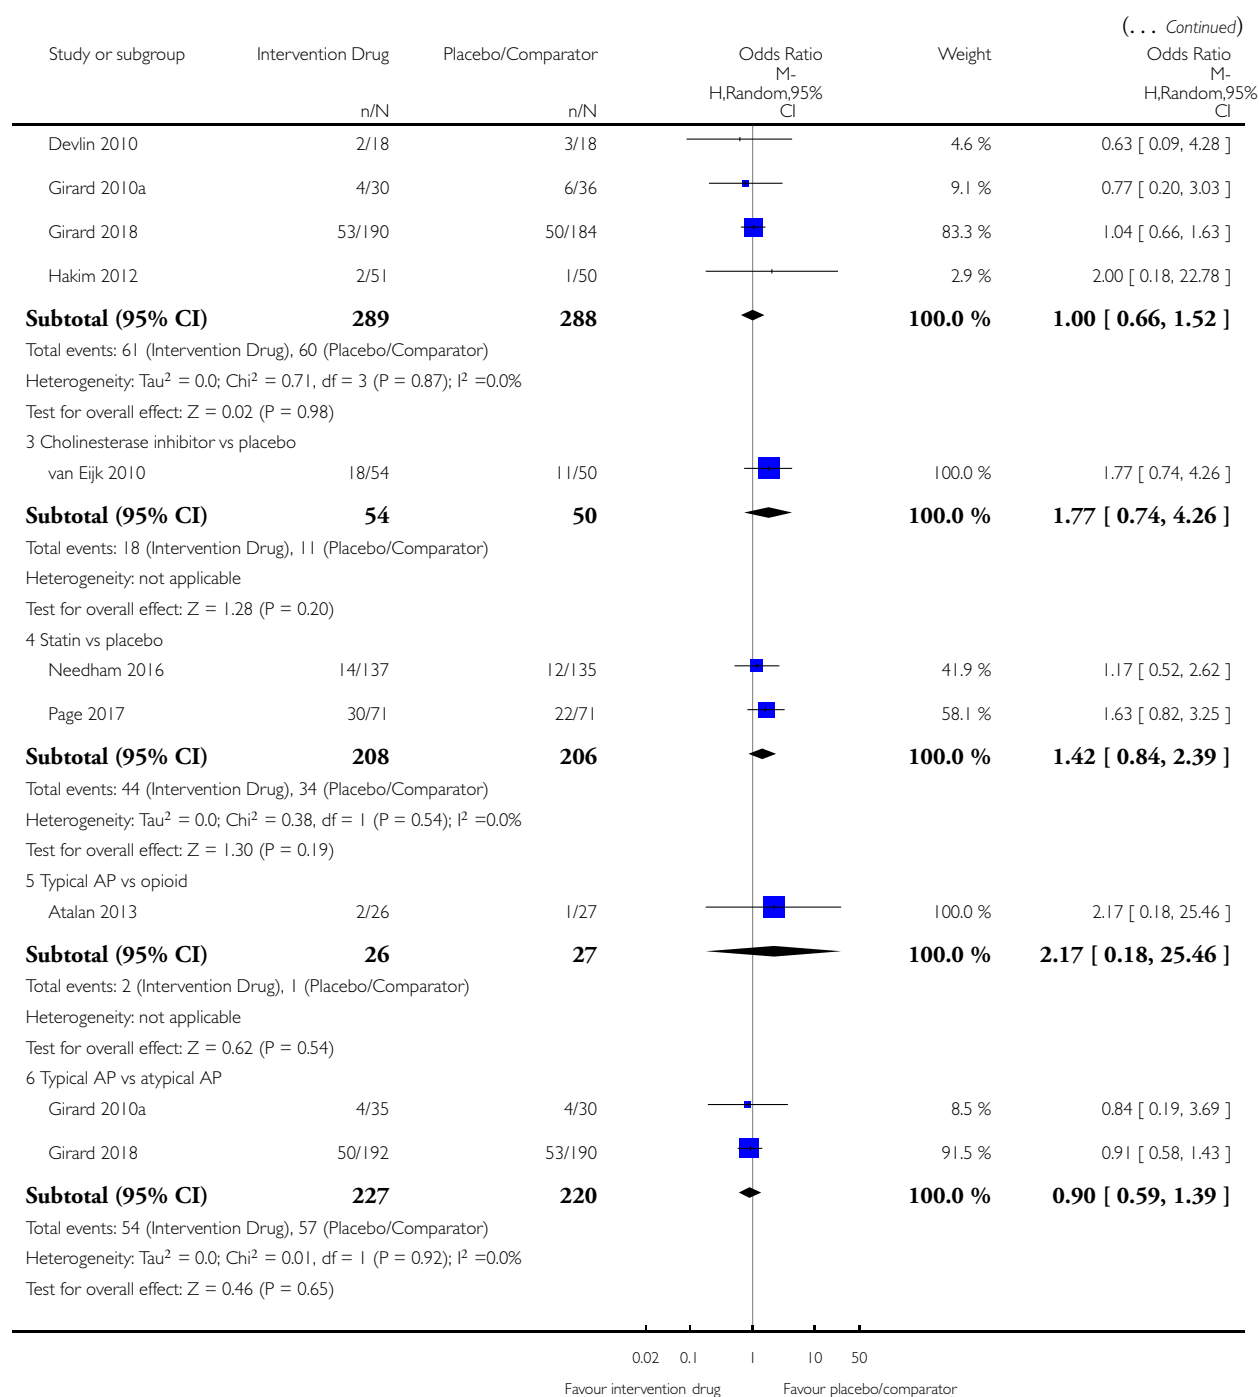 (... Continued)
Study or subgroup Intervention Drug Placebo/Comparator Odds Ratio Weight Odds Ratio
M- M-
H,Random,95% H,Random,95%
n/N n/N CI CI
Devlin 2010 2/18 3/18 4.6 % 0.63 [ 0.09, 4.28 ]
Girard 2010a 4/30 6/36 9.1 % 0.77 [ 0.20, 3.03 ]
Girard 2018 53/190 50/184 83.3 % 1.04 [ 0.66, 1.63 ]
Hakim 2012 2/51 1/50 2.9 % 2.00 [ 0.18, 22.78 ]
Subtotal (95% CI) 289 288 100.0 % 1.00 [ 0.66, 1.52 ]
Total events: 61 (Intervention Drug), 60 (Placebo/Comparator)
Heterogeneity: Tau² = 0.0; Chi² = 0.71, df = 3 (P = 0.87); I² =0.0%
Test for overall effect: Z = 0.02 (P = 0.98)
3 Cholinesterase inhibitor vs placebo
van Eijk 2010 18/54 11/50 100.0 % 1.77 [ 0.74, 4.26 ]
Subtotal (95% CI) 54 50 100.0 % 1.77 [ 0.74, 4.26 ]
Total events: 18 (Intervention Drug), 11 (Placebo/Comparator)
Heterogeneity: not applicable
Test for overall effect: Z = 1.28 (P = 0.20)
4 Statin vs placebo
Needham 2016 14/137 12/135 41.9 % 1.17 [ 0.52, 2.62 ]
Page 2017 30/71 22/71 58.1 % 1.63 [ 0.82, 3.25 ]
Subtotal (95% CI) 208 206 100.0 % 1.42 [ 0.84, 2.39 ]
Total events: 44 (Intervention Drug), 34 (Placebo/Comparator)
Heterogeneity: Tau² = 0.0; Chi² = 0.38, df = 1 (P = 0.54); I² =0.0%
Test for overall effect: Z = 1.30 (P = 0.19)
5 Typical AP vs opioid
Atalan 2013 2/26 1/27 100.0 % 2.17 [ 0.18, 25.46 ]
Subtotal (95% CI) 26 27 100.0 % 2.17 [ 0.18, 25.46 ]
Total events: 2 (Intervention Drug), 1 (Placebo/Comparator)
Heterogeneity: not applicable
Test for overall effect: Z = 0.62 (P = 0.54)
6 Typical AP vs atypical AP
Girard 2010a 4/35 4/30 8.5 % 0.84 [ 0.19, 3.69 ]
Girard 2018 50/192 53/190 91.5 % 0.91 [ 0.58, 1.43 ]
Subtotal (95% CI) 227 220 100.0 % 0.90 [ 0.59, 1.39 ]
Total events: 54 (Intervention Drug), 57 (Placebo/Comparator)
Heterogeneity: Tau² = 0.0; Chi² = 0.01, df = 1 (P = 0.92); I² =0.0%
Test for overall effect: Z = 0.46 (P = 0.65)
0.02 0.1 1 10 50
Favour intervention drug Favour placebo/comparator